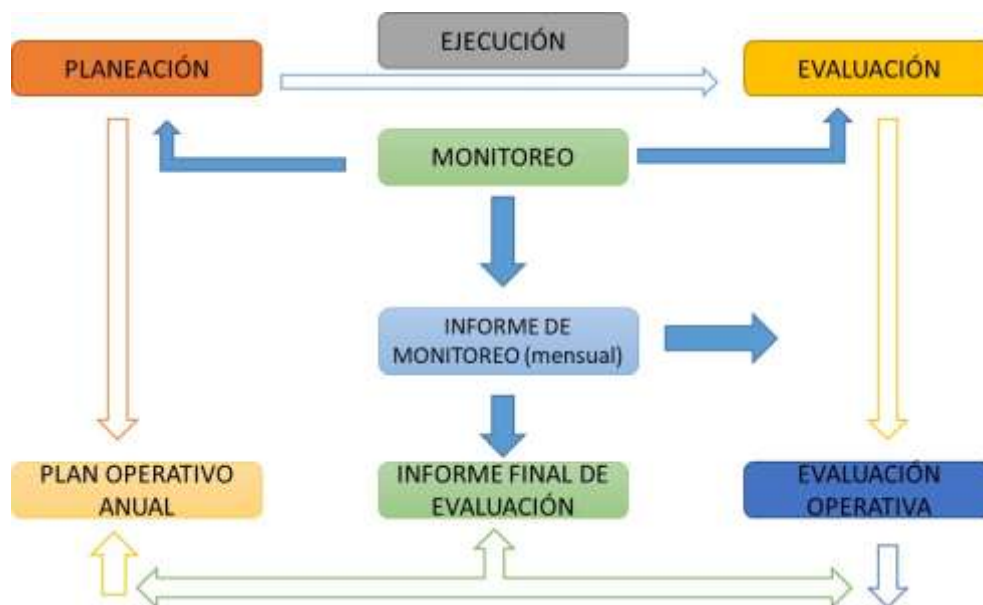 EJECUCIÓN
PLANEACIÓN
EVALUACIÓN
MONITOREO
INFORME DE
MONITOREO (mensual)
PLAN OPERATIVO
ANUAL
INFORME FINAL DE
EVALUACIÓN
EVALUACIÓN
OPERATIVA